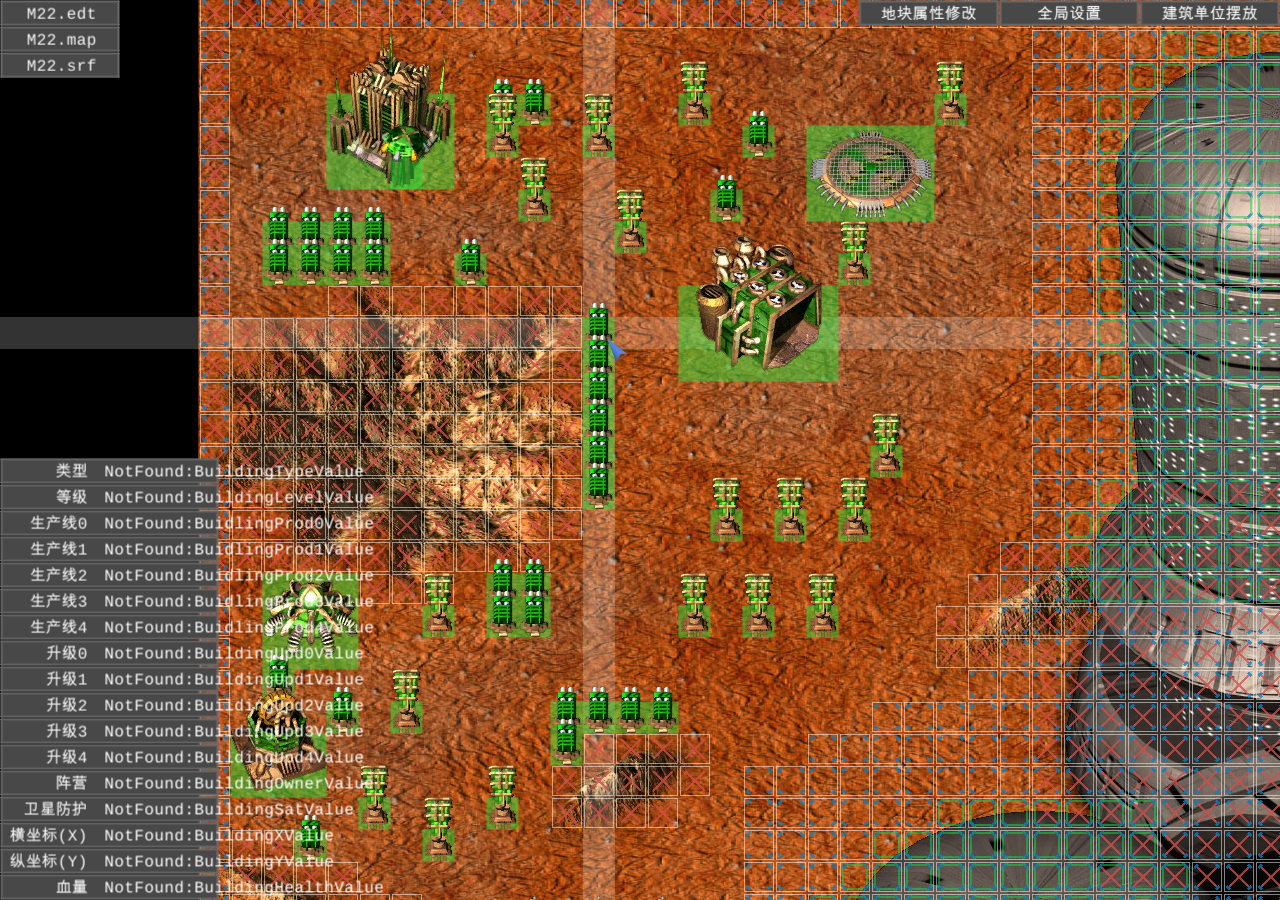 M22.edt
M22.map
M22.srf
地块属性修改 全局设置 建筑单位摆放
类型 NotFound:BuildingTypeValue
等级 NotFound:BuildingLevelValue
生产线0 NotFound:BuidlingProd0Value
生产线1 NotFound:BuidlingProd1Value
生产线2 NotFound:BuidlingProd2Value
生产线3 NotFound:BuidlingProd3Value
生产线4 NotFound:BuidlingProd4Value
升级0 NotFound:BuildingUpd0Value
升级1 NotFound:BuildingUpd1Value
升级2 NotFound:BuildingUpd2Value
升级3 NotFound:BuildingUpd3Value
升级4 NotFound:BuildingUpd4Value
阵营 NotFound:BuildingOwnerValue
卫星防护 NotFound:BuildingSatValue
横坐标(X) NotFound:BuildingXValue
纵坐标(Y) NotFound:BuildingYValue
血量 NotFound:BuildingHealthValue